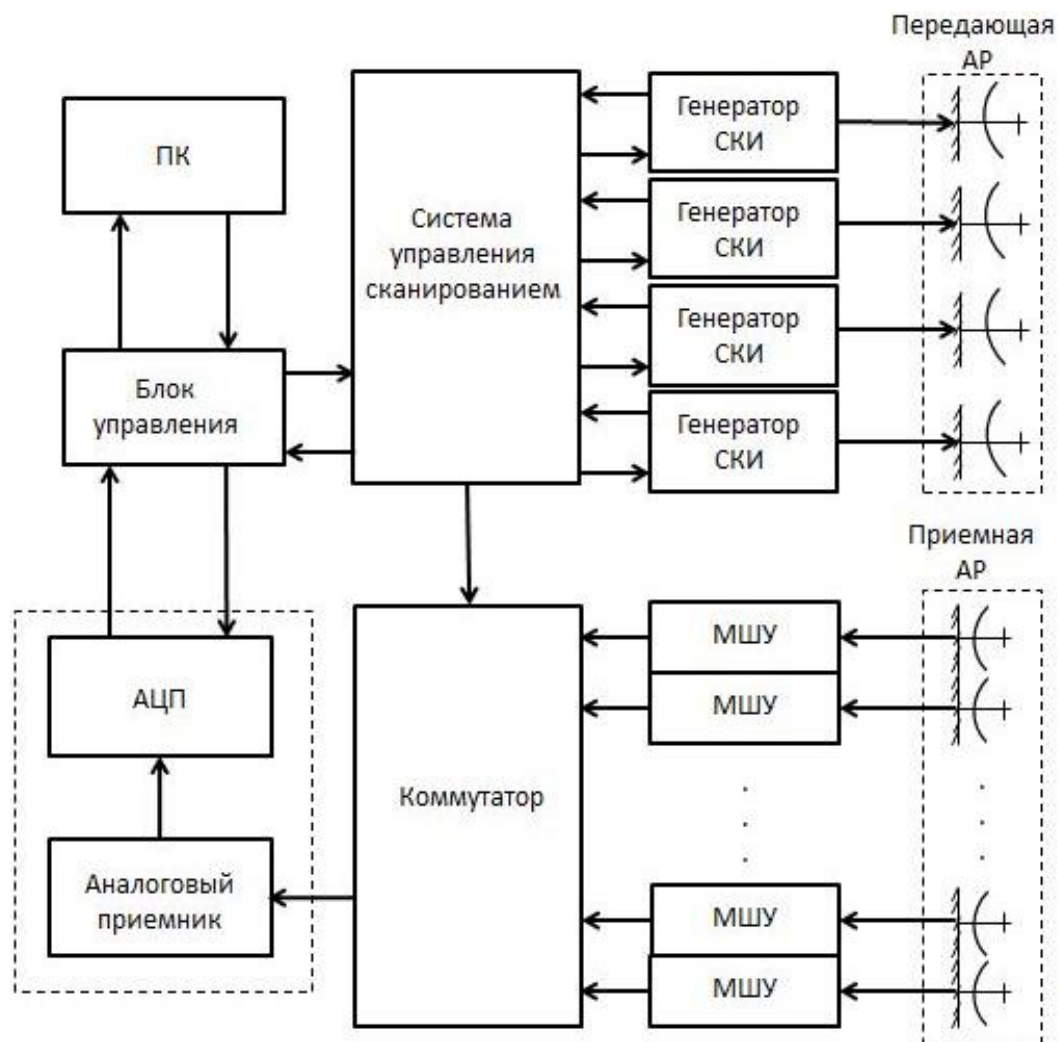 Передающая
АР
ПК
Система
управления
сканированием
Генератор
СКИ
Генератор
СКИ
Генератор
СКИ
Генератор
СКИ
Блок
управления
Приемная
АР
АЦП
Аналоговый
приемник
Коммутатор
МШУ
МШУ
МШУ
МШУ